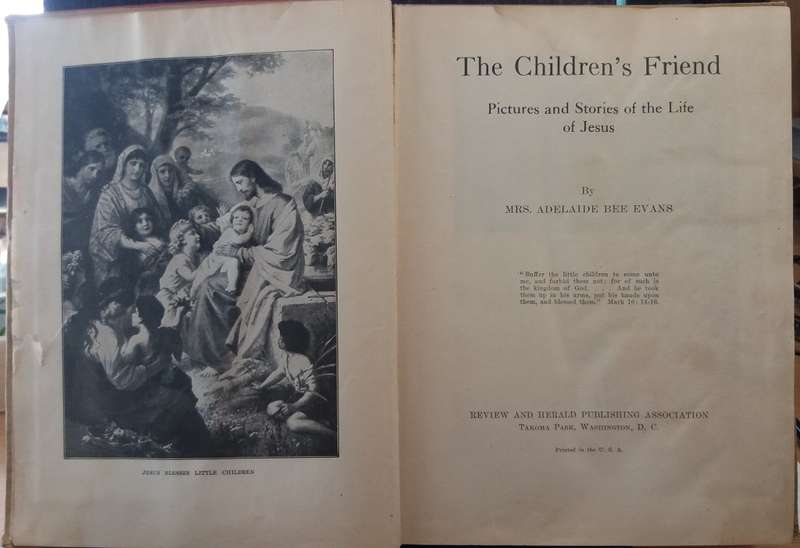 JESUS BLESSES LITTLE CHILDREN
The Children's Friend
Pictures and Stories of the Life
of Jesus
By
MRS. ADELAIDE BEE EVANS
"Suffer the little children to come unto
me, and forbid them not: for of such is
the kingdom of God. . . . . And he took
them up in his arms, put his hands upon
them, and blessed them." Mark 10: 14-16.
REVIEW AND HERALD PUBLISHING ASSOCIATION
TAKOMA PARK, WASHINGTON, D. C.
Printed in the U. S. A.